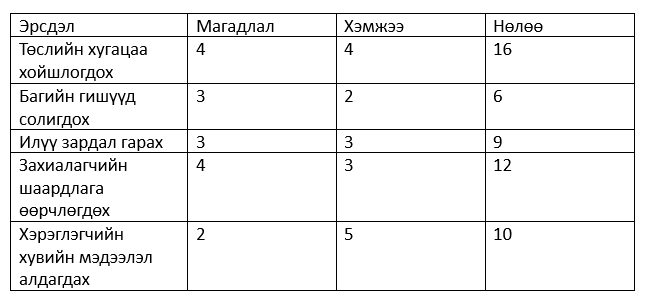 Эрсдэл Магадлал Хэмжээ Нөлөө
Төслийн хугацаа 4 4 16
хойшлогдох
Багийн гишүүд 3 2 6
солигдох
Илүү зардал гарах 3 3 9
Захиалагчийн 4 3 12
шаардлага
өөрчлөгдөх
Хэрэглэгчийн 2 5 10
хувийн мэдээлэл
алдагдах